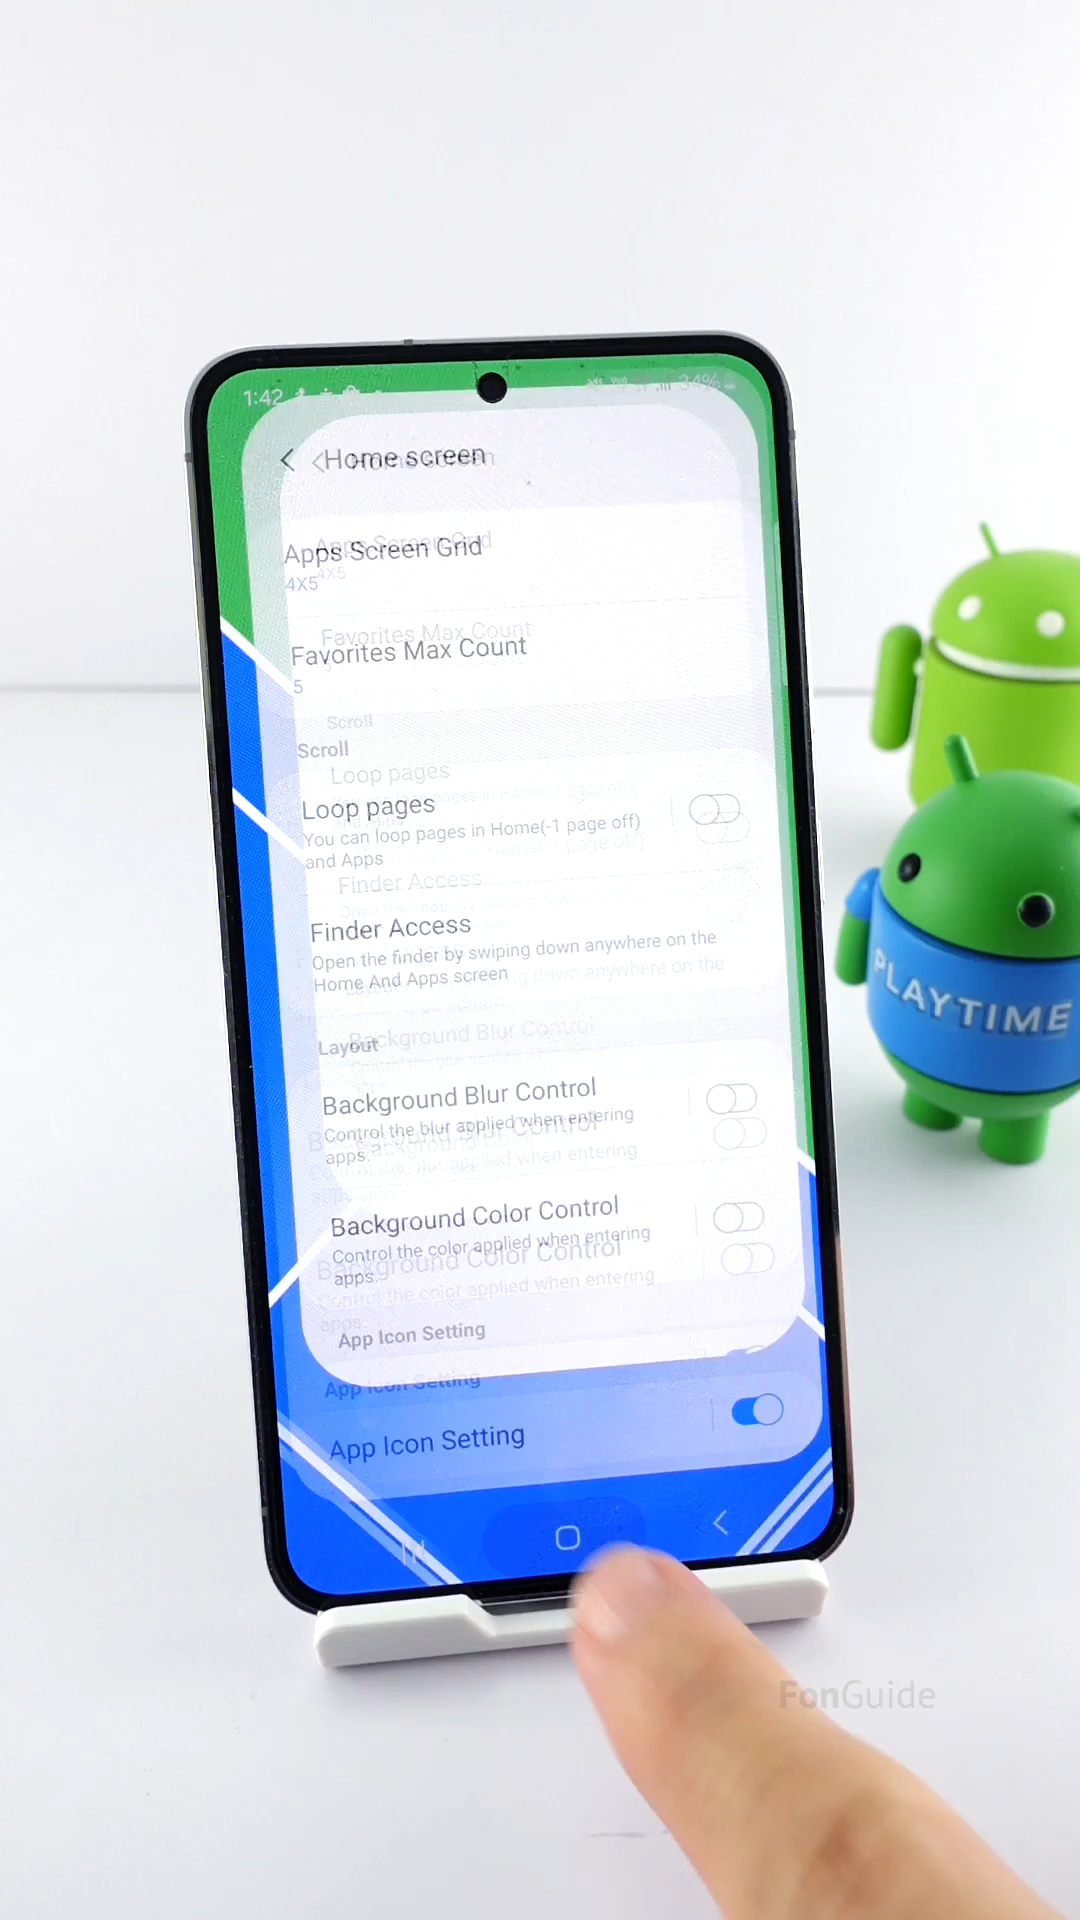 1:42
34%
Home screen
Apps Screen Grid
4X5
Favorites Max Count
5
Scroll
Loop pages
You can loop pages in Home(-1 page off)
and Apps
Finder Access
Open the finder by swiping down anywhere on the
Home And Apps screen
Layout
Background Blur Control
Control the blur applied when entering
apps.
Background Color Control
Control the color applied when entering
apps.
App Icon Setting
App Icon Setting
PLAYTIME
FonGuide